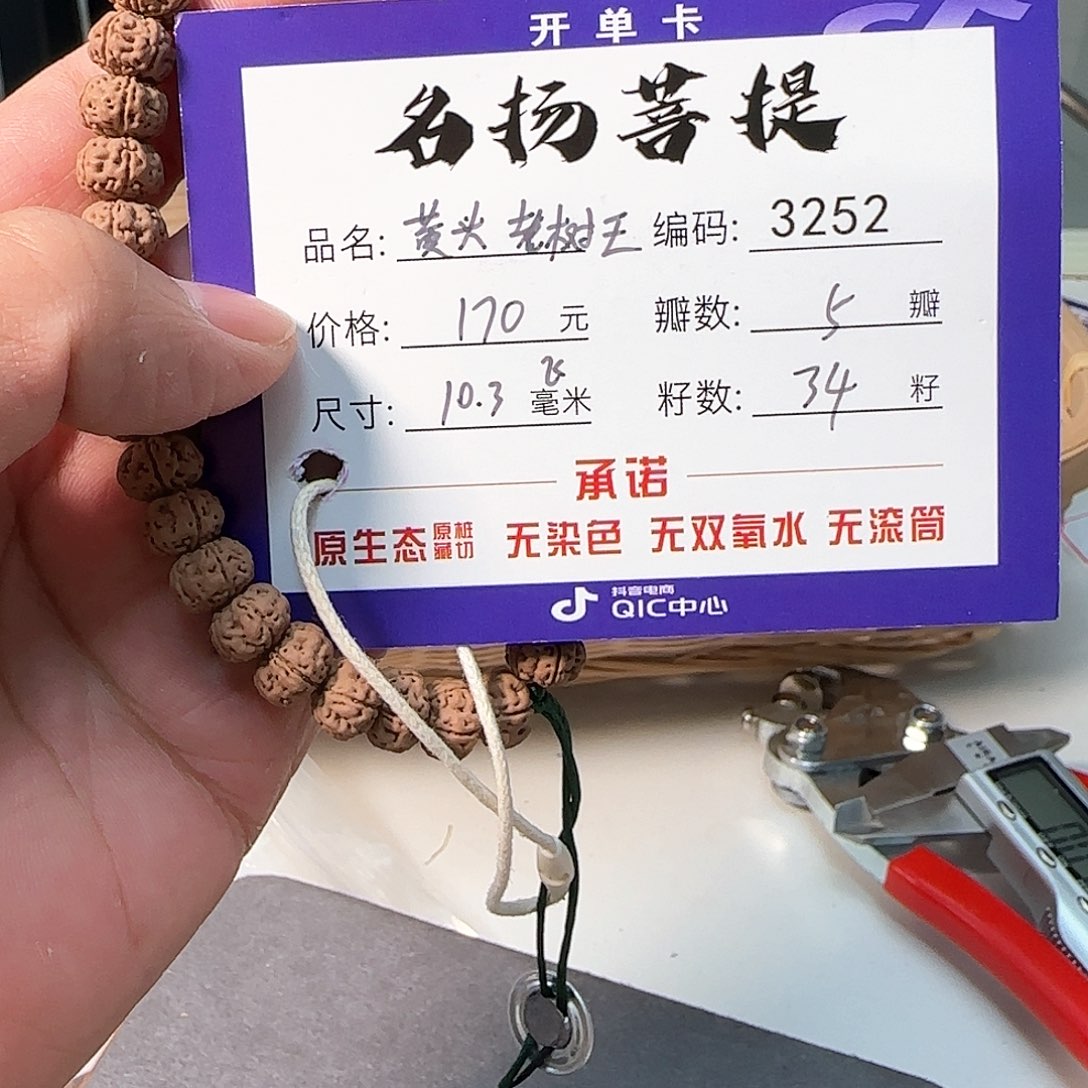 开单卡
名扬菩提
品名: 黄头老树王 编码: 3252
价格: 170 元 瓣数: 5 瓣
尺寸: 10.3 毫米 籽数: 34 籽
承诺
原生态 原桩藏切 无染色 无双氧水 无滚筒
抖音电商
QIC中心